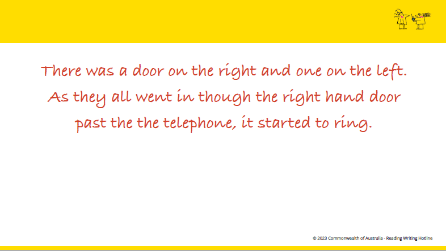 There was a door on the right and one on the left.
As they all went in though the right hand door
past the the telephone, it started to ring.
© 2023 Commonwealth of Australia - Reading Writing Hotline